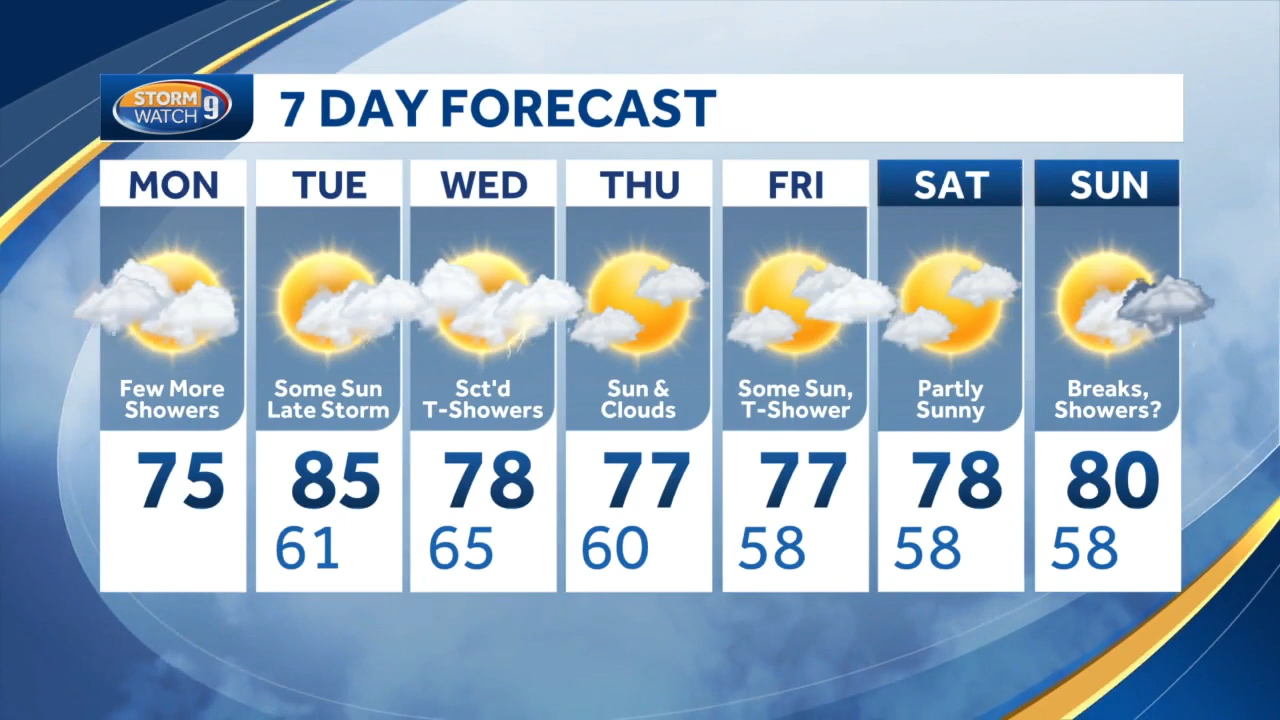 STORM
WATCH 9
7 DAY FORECAST
MON
TUE
WED
THU
FRI
SAT
SUN
Few More
Showers
Some Sun
Late Storm
Sct'd
T-Showers
Sun &
Clouds
Some Sun,
T-Shower
Partly
Sunny
Breaks,
Showers?
75
85
78
77
77
78
80
61
65
60
58
58
58